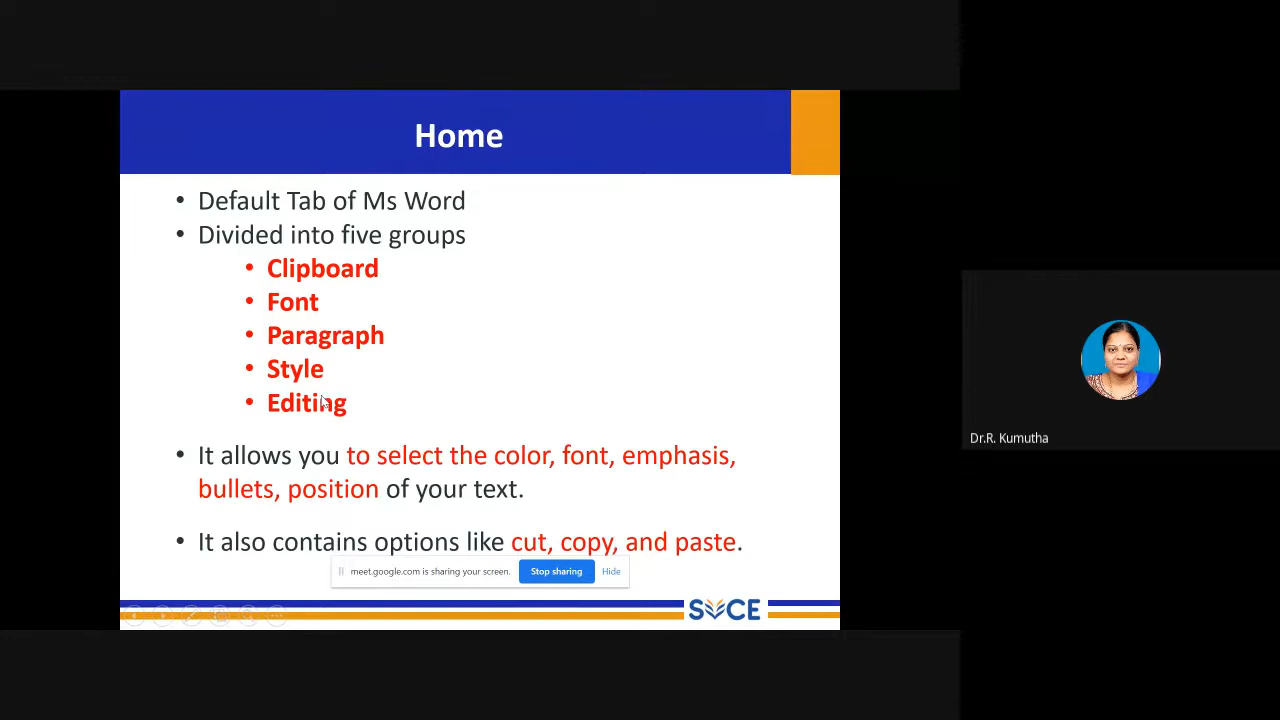 Home
• Default Tab of Ms Word
• Divided into five groups
• Clipboard
• Font
• Paragraph
• Style
• Editing
• It allows you to select the color, font, emphasis,
bullets, position of your text.
• It also contains options like cut, copy, and paste.
meet.google.com is sharing your screen. Stop sharing Hide
SVCE
Dr.R. Kumutha